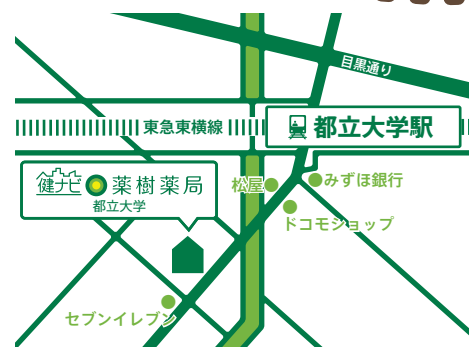 目黒通り
東急東横線
都立大学駅
健ナビ 薬樹薬局
都立大学
松屋
みずほ銀行
ドコモショップ
セブンイレブン